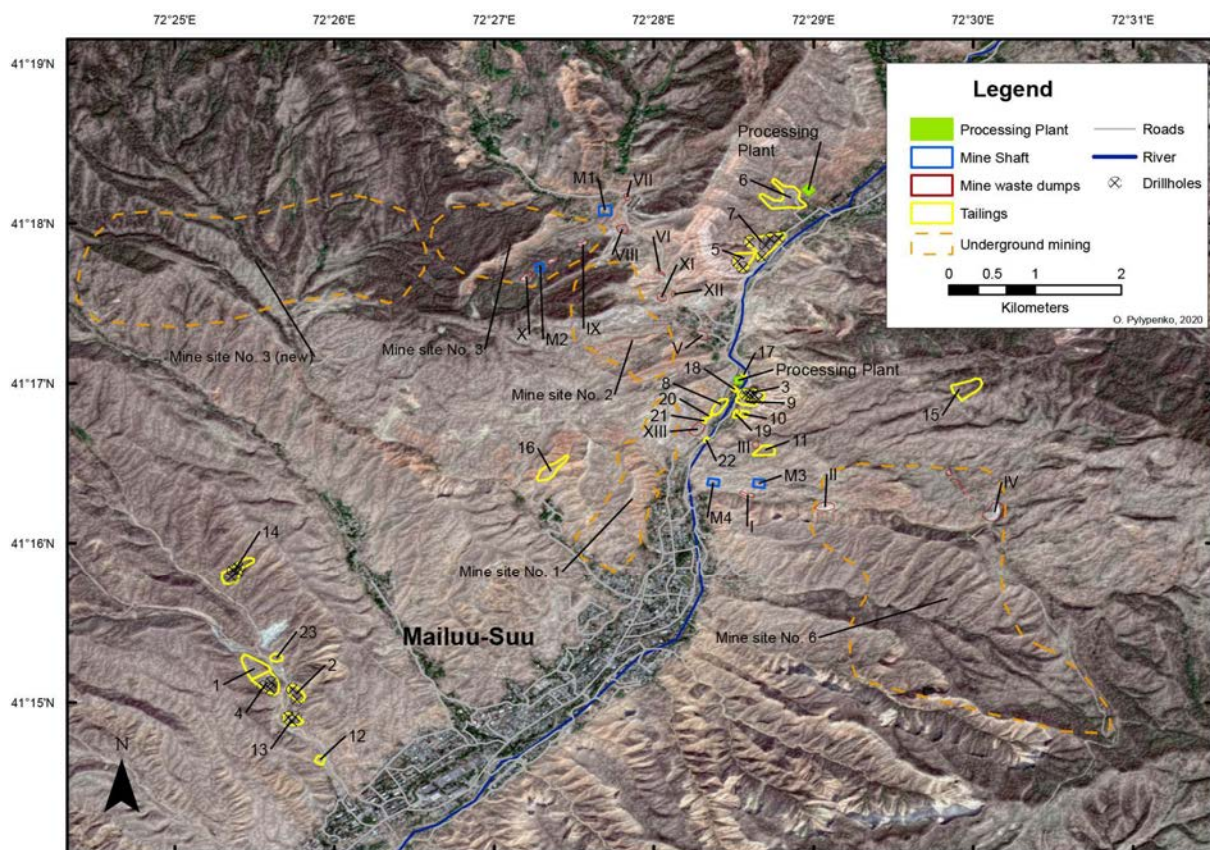 72°25'E
72°26'E
72°27'E
72°28'E
72°29'E
72°30'E
72°31'E
41°19'N
41°18'N
41°17'N
41°16'N
41°15'N
Legend
Processing Plant
Mine Shaft
Mine waste dumps
Tailings
Underground mining
Roads
River
Drillholes
0 0.5 1 2
Kilometers
O. Pylypenko, 2020
Processing
Plant
6
M1
VII
7
VI
VIII
5
XI
XII
IX
X
M2
Mine site No. 3
Mine site No. 3 (new)
V
17
Mine site No. 2
18
Processing Plant
8
3
20
9
15
21
10
XIII
19
16
III
11
22
M3
II
IV
M4
I
14
Mine site No. 1
Mailuu-Suu
Mine site No. 6
23
2
1
4
13
12
N